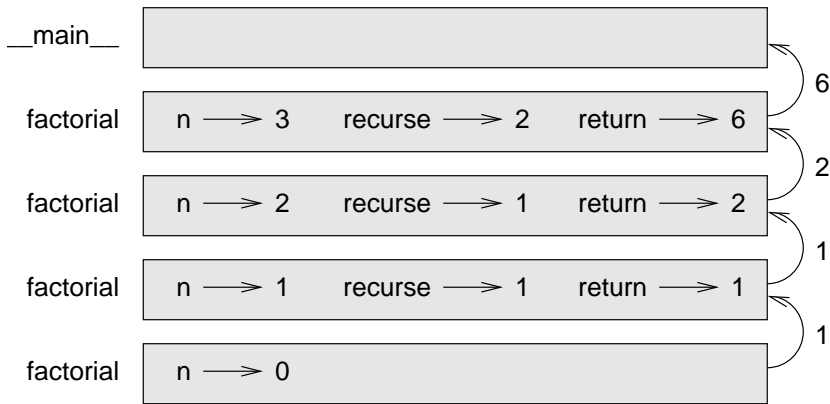 __main__
6
factorial n 3 recurse 2 return 6
2
factorial n 2 recurse 1 return 2
1
factorial n 1 recurse 1 return 1
1
factorial n 0